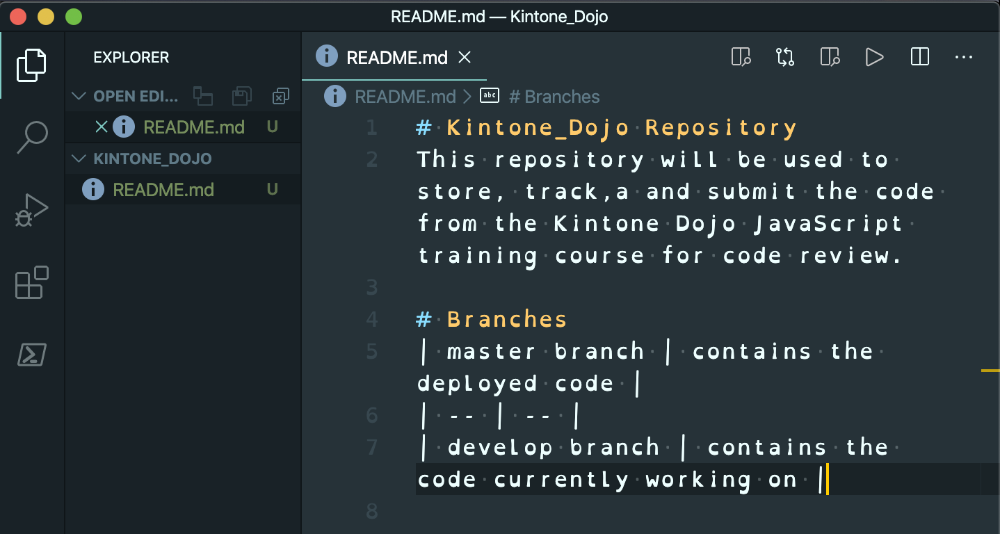 README.md — Kintone_Dojo
EXPLORER
OPEN EDI...
README.md U
KINTONE_DOJO
README.md U
README.md
README.md > abc # Branches
1 # Kintone_Dojo Repository
2 This repository will be used to
store, track,a and submit the code
from the Kintone Dojo JavaScript
training course for code review.
3
4 # Branches
5 | master branch | contains the
deployed code |
6 | -- | -- |
7 | develop branch | contains the
code currently working on |
8